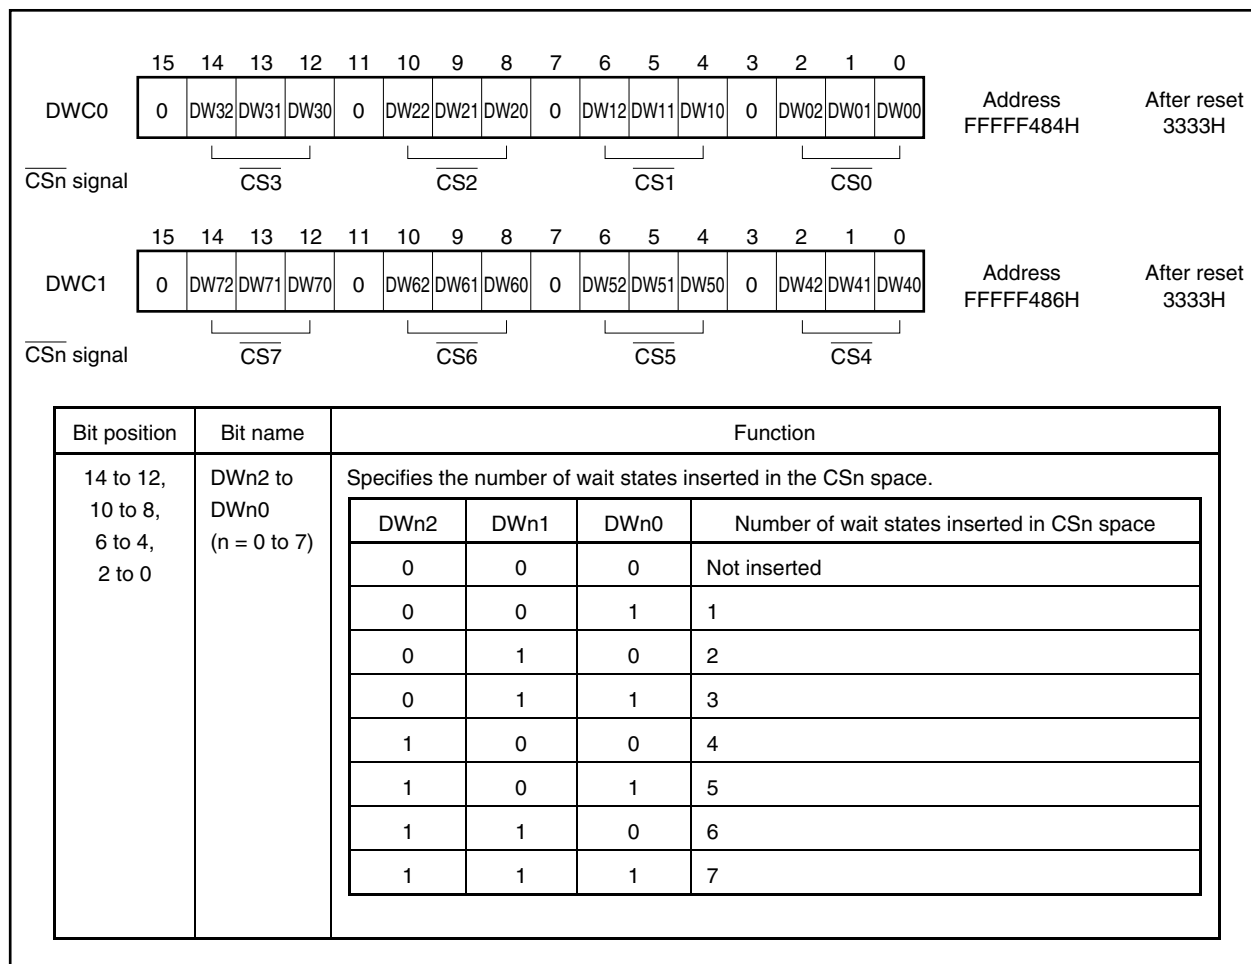 15 14 13 12 11 10 9 8 7 6 5 4 3 2 1 0
DWC0 0 DW32 DW31 DW30 0 DW22 DW21 DW20 0 DW12 DW11 DW10 0 DW02 DW01 DW00 Address FFFFF484H After reset 3333H
CSn signal CS3 CS2 CS1 CS0
15 14 13 12 11 10 9 8 7 6 5 4 3 2 1 0
DWC1 0 DW72 DW71 DW70 0 DW62 DW61 DW60 0 DW52 DW51 DW50 0 DW42 DW41 DW40 Address FFFFF486H After reset 3333H
CSn signal CS7 CS6 CS5 CS4
Bit position Bit name Function
14 to 12,
10 to 8,
6 to 4,
2 to 0
DWn2 to
DWn0
(n = 0 to 7)
Specifies the number of wait states inserted in the CSn space.
DWn2 DWn1 DWn0 Number of wait states inserted in CSn space
0 0 0 Not inserted
0 0 1 1
0 1 0 2
0 1 1 3
1 0 0 4
1 0 1 5
1 1 0 6
1 1 1 7